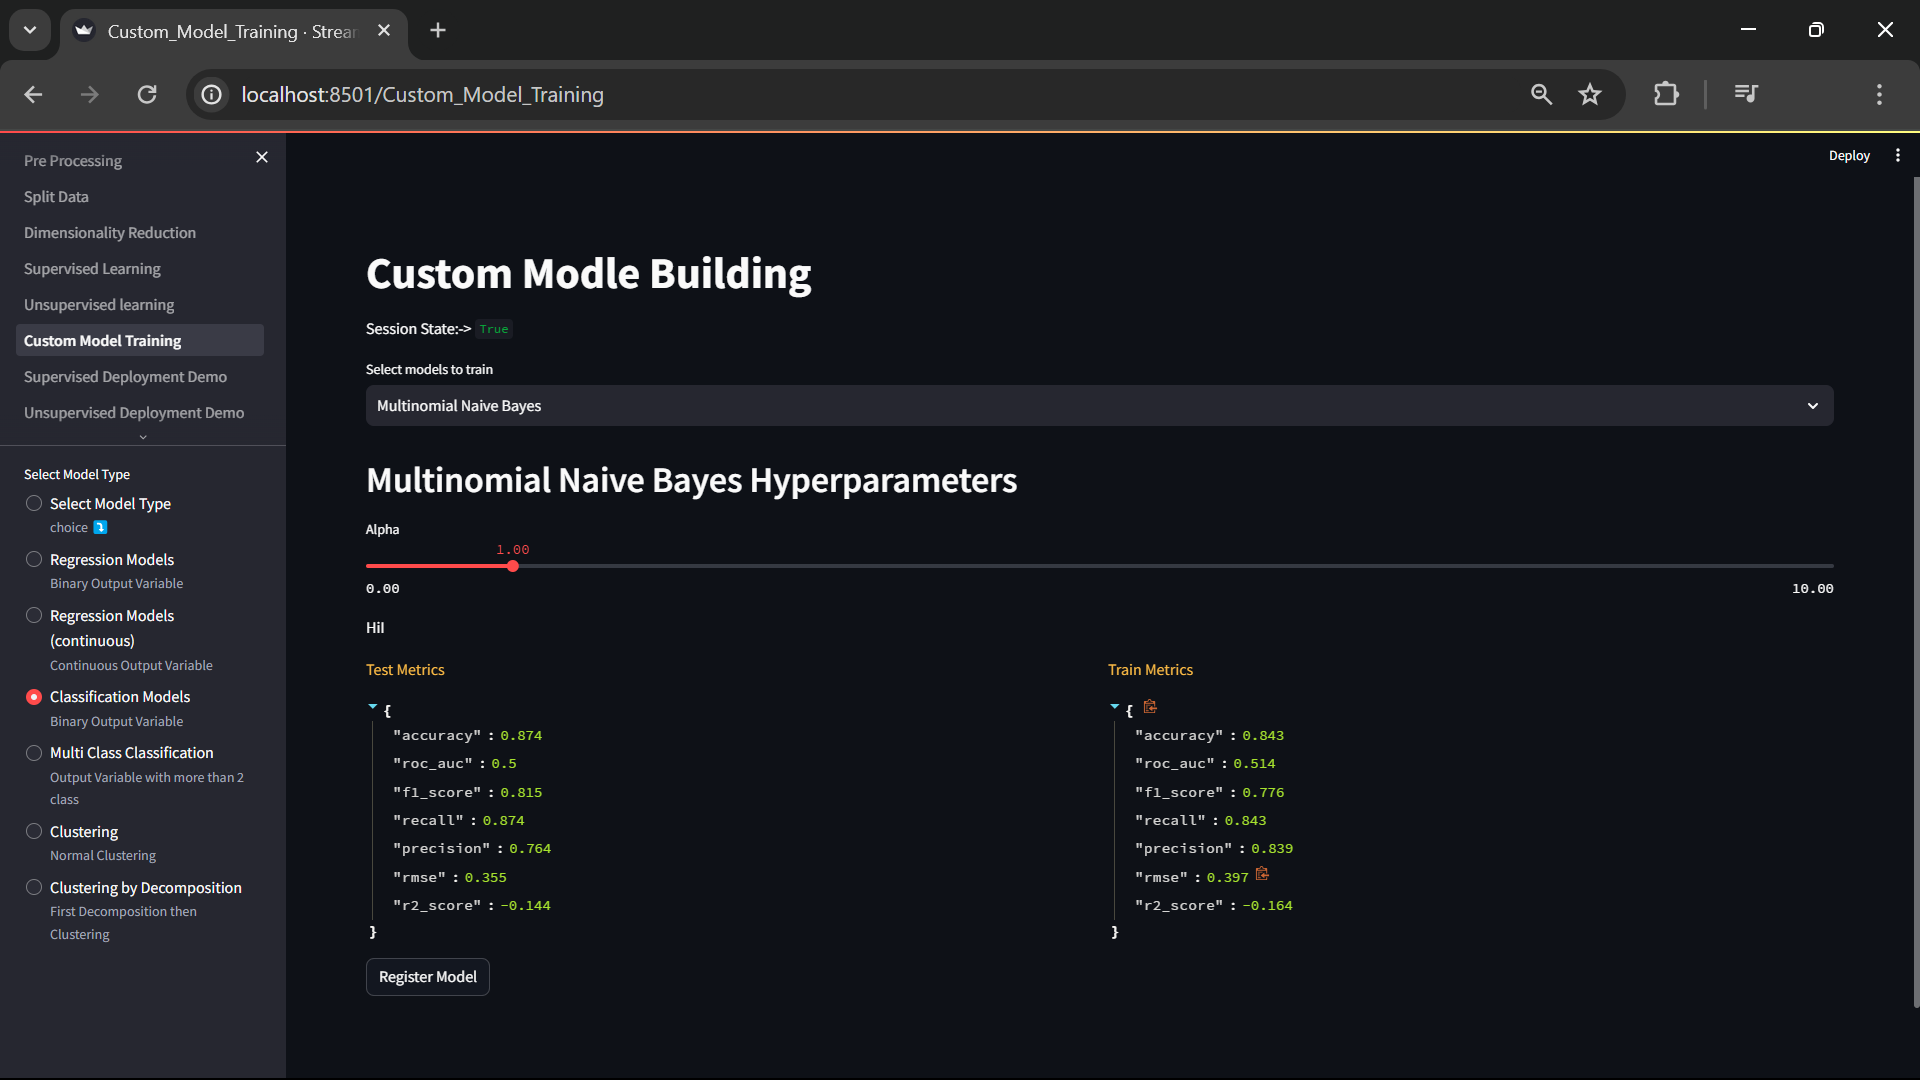 Custom_Model_Training · Strear
localhost:8501/Custom_Model_Training
Pre Processing
Split Data
Dimensionality Reduction
Supervised Learning
Unsupervised learning
Custom Model Training
Supervised Deployment Demo
Unsupervised Deployment Demo
Select Model Type
Select Model Type
choice
Regression Models
Binary Output Variable
Regression Models
(continuous)
Continuous Output Variable
Classification Models
Binary Output Variable
Multi Class Classification
Output Variable with more than 2
class
Clustering
Normal Clustering
Clustering by Decomposition
First Decomposition then
Clustering
Deploy
Custom Modle Building
Session State:-> True
Select models to train
Multinomial Naive Bayes
Multinomial Naive Bayes Hyperparameters
Alpha
1.00
0.00 10.00
Hil
Test Metrics
{
"accuracy" : 0.874
"roc_auc" : 0.5
"f1_score" : 0.815
"recall" : 0.874
"precision" : 0.764
"rmse" : 0.355
"r2_score" : -0.144
}
Train Metrics
{
"accuracy" : 0.843
"roc_auc" : 0.514
"f1_score" : 0.776
"recall" : 0.843
"precision" : 0.839
"rmse" : 0.397
"r2_score" : -0.164
}
Register Model